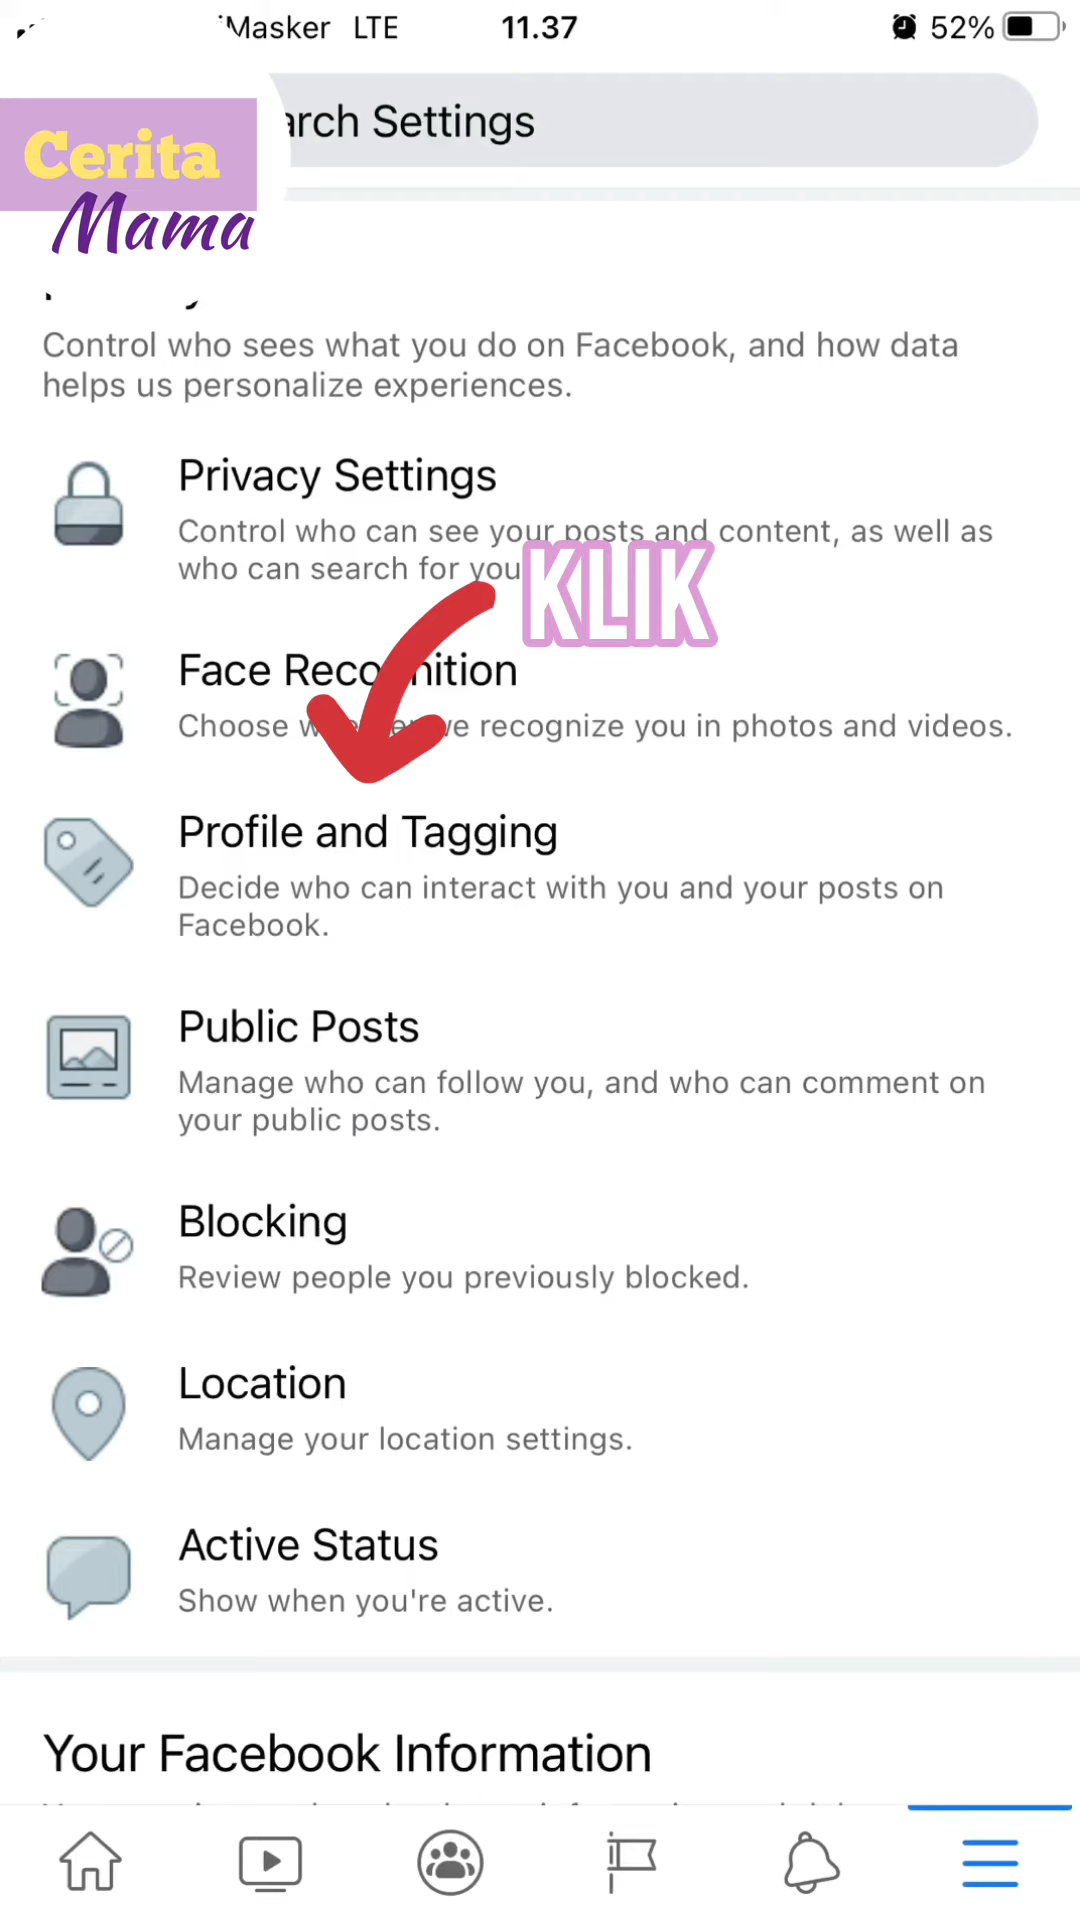 Masker LTE 11.37 52%
arch Settings
Cerita
Mama
Control who sees what you do on Facebook, and how data
helps us personalize experiences.
Privacy Settings
Control who can see your posts and content, as well as
who can search for you
KLIK
Face Recognition
Choose we recognize you in photos and videos.
Profile and Tagging
Decide who can interact with you and your posts on
Facebook.
Public Posts
Manage who can follow you, and who can comment on
your public posts.
Blocking
Review people you previously blocked.
Location
Manage your location settings.
Active Status
Show when you're active.
Your Facebook Information